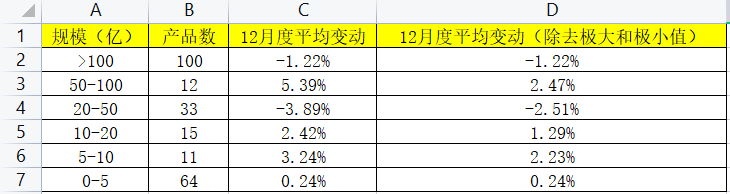 A B C D
1 规模（亿） 产品数 12月度平均变动 12月度平均变动（除去极大和极小值）
2 >100 100 -1.22% -1.22%
3 50-100 12 5.39% 2.47%
4 20-50 33 -3.89% -2.51%
5 10-20 15 2.42% 1.29%
6 5-10 11 3.24% 2.23%
7 0-5 64 0.24% 0.24%